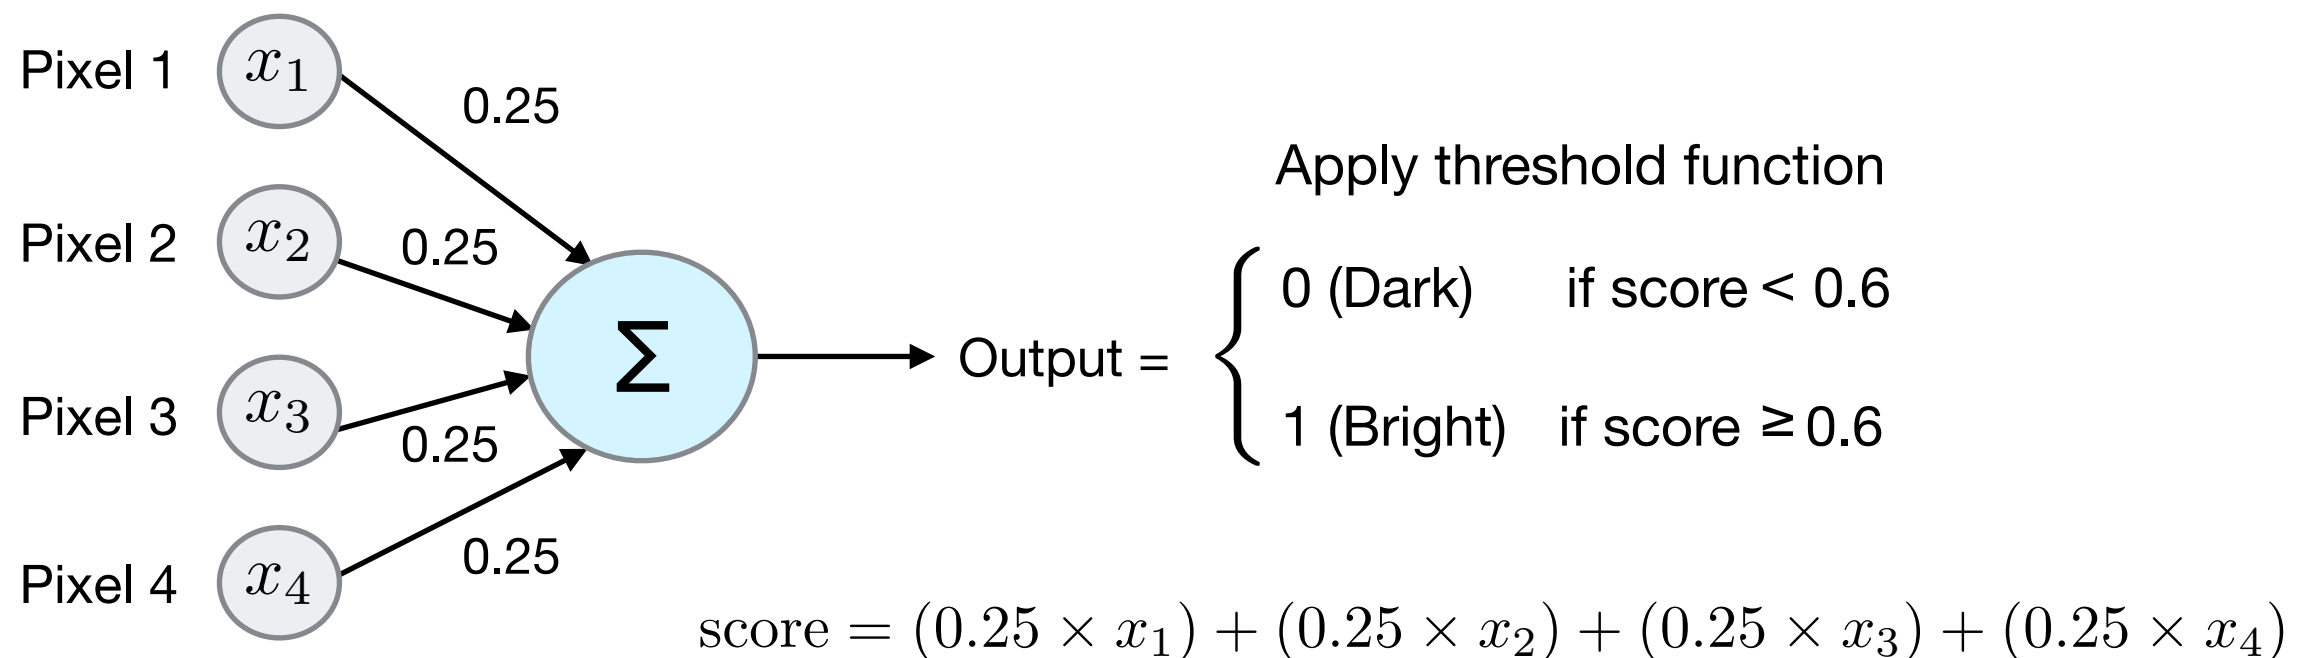 Pixel 1 x₁
0.25
Pixel 2 x₂
0.25
Pixel 3 x₃
0.25
Pixel 4 x₄
0.25
Σ
Output =
Apply threshold function
0 (Dark) if score < 0.6
1 (Bright) if score ≥ 0.6
score = (0.25 × x₁) + (0.25 × x₂) + (0.25 × x₃) + (0.25 × x₄)